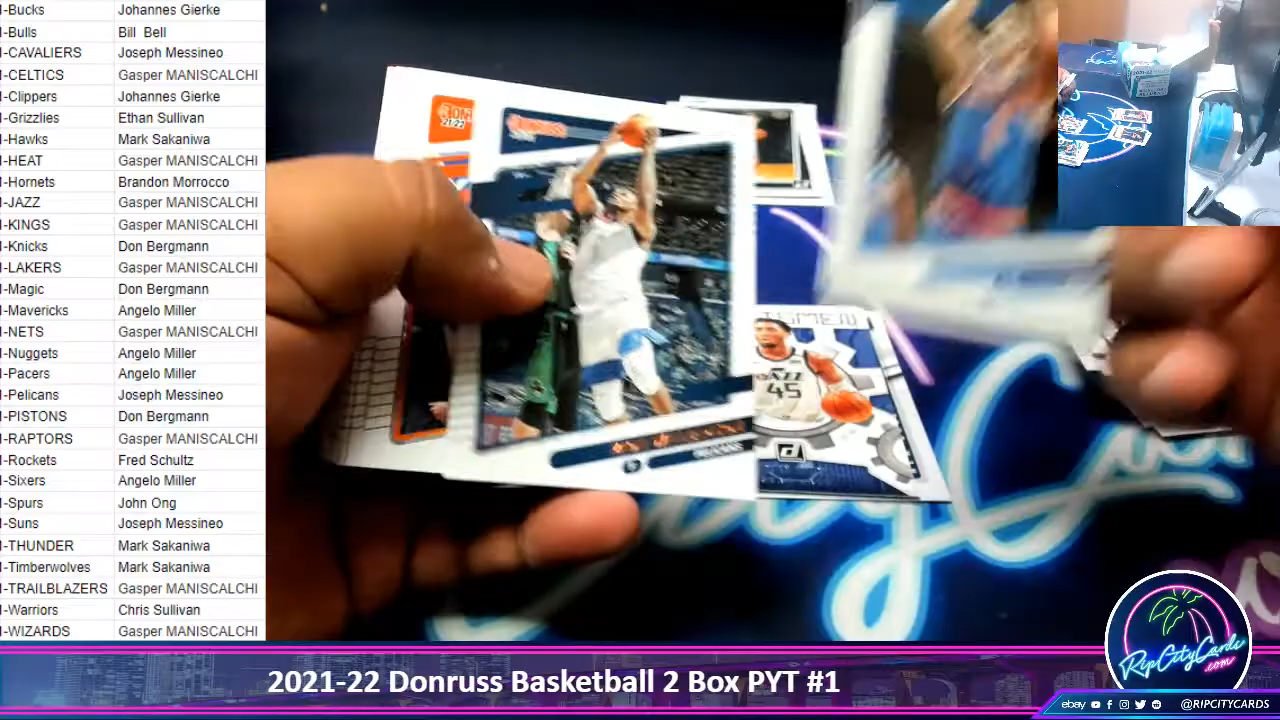 -Bucks Johannes Gierke
-Bulls Bill Bell
-CAVALIERS Joseph Messineo
-CELTICS Gasper MANISCALCHI
-Clippers Johannes Gierke
-Grizzlies Ethan Sullivan
-Hawks Mark Sakaniwa
-HEAT Gasper MANISCALCHI
-Hornets Brandon Morrocco
-JAZZ Gasper MANISCALCHI
-KINGS Gasper MANISCALCHI
-Knicks Don Bergmann
-LAKERS Gasper MANISCALCHI
-Magic Don Bergmann
-Mavericks Angelo Miller
-NETS Gasper MANISCALCHI
-Nuggets Angelo Miller
-Pacers Angelo Miller
-Pelicans Joseph Messineo
-PISTONS Don Bergmann
-RAPTORS Gasper MANISCALCHI
-Rockets Fred Schultz
-Sixers Angelo Miller
-Spurs John Ong
-Suns Joseph Messineo
-THUNDER Mark Sakaniwa
-Timberwolves Mark Sakaniwa
-TRAILBLAZERS Gasper MANISCALCHI
-Warriors Chris Sullivan
-WIZARDS Gasper MANISCALCHI
JAZZ
45
2021-22 Donruss Basketball 2 Box PYT #1
RipCityCards
.com
ebay @RIPCITYCARDS